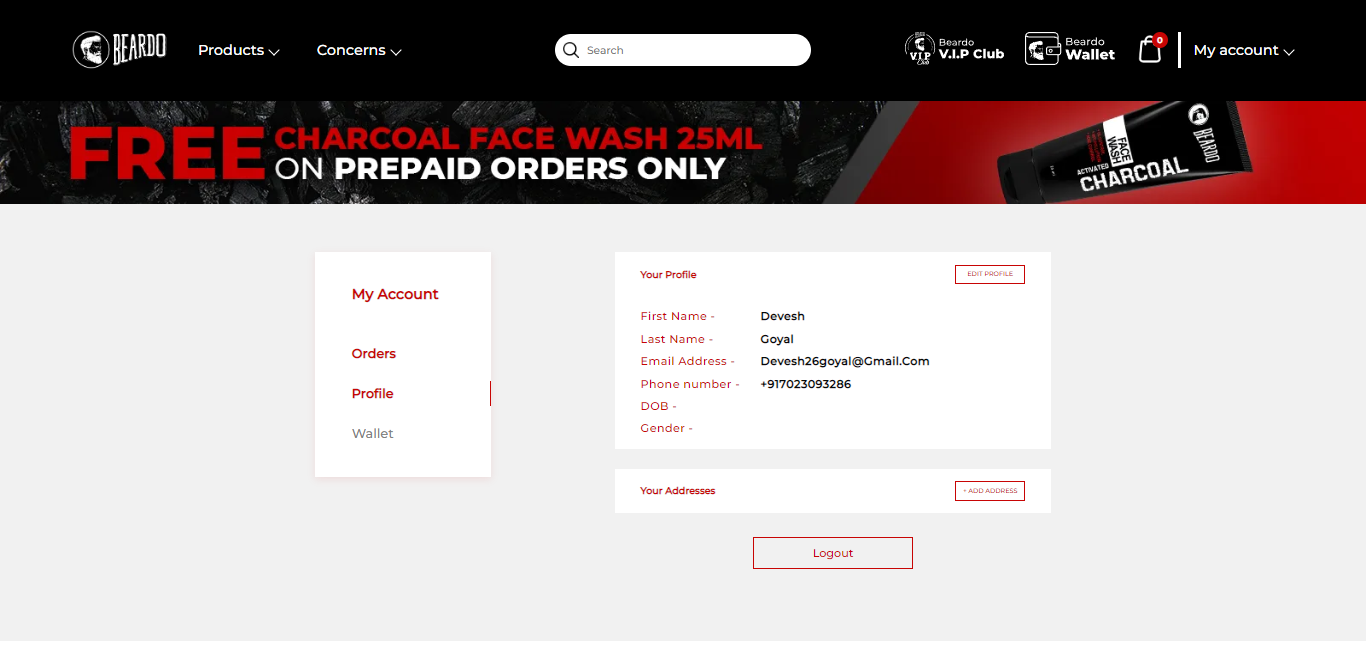 BEARDO
Products
Concerns
Search
V.I.P
Club
Beardo
V.I.P Club
Beardo
Wallet
0
My account
FREE CHARCOAL FACE WASH 25ML
ON PREPAID ORDERS ONLY
BEARDO
FACE
WASH
ACTIVATED
CHARCOAL
My Account
Orders
Profile
Wallet
Your Profile
EDIT PROFILE
First Name - Devesh
Last Name - Goyal
Email Address - Devesh26goyal@Gmail.Com
Phone number - +917023093286
DOB -
Gender -
Your Addresses
+ ADD ADDRESS
Logout